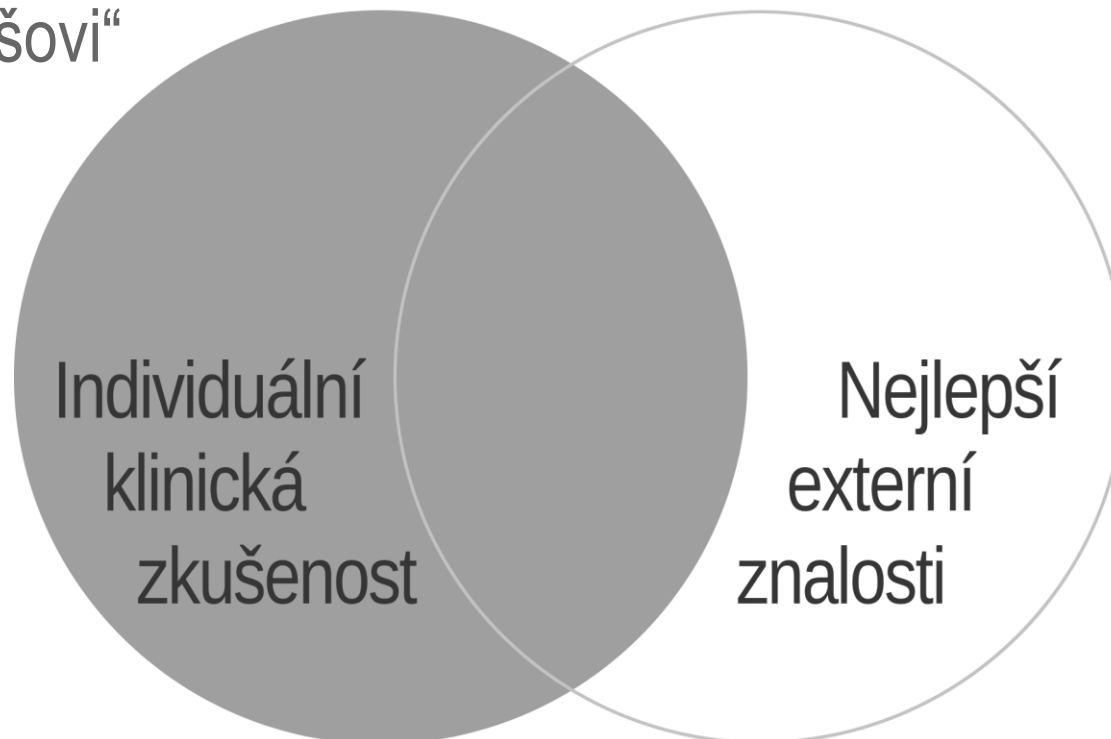 šovi“
Individuální
klinická
zkušenost
Nejlepší
externí
znalosti